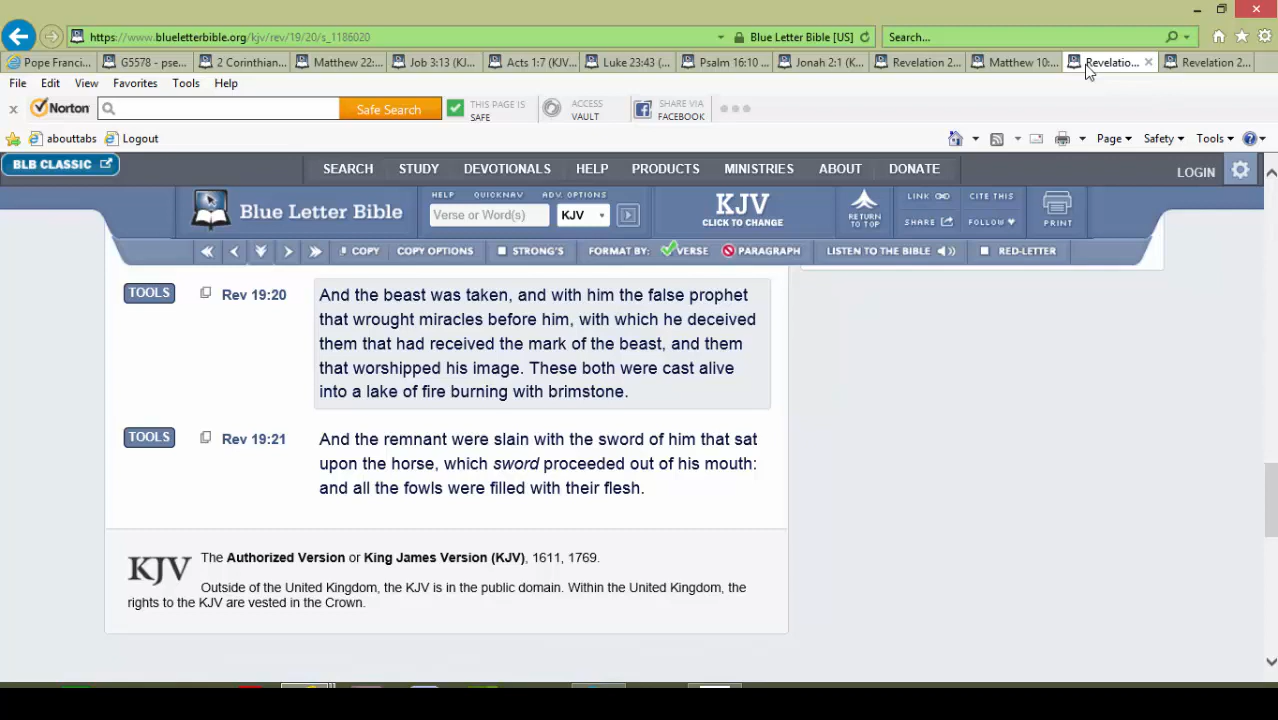 https://www.blueletterbible.org/kjv/rev/19/20/s_1186020
Blue Letter Bible [US]
Search...
Pope Franci...
G5578 - pse...
2 Corinthian...
Matthew 22:...
Job 3:13 (KJ...
Acts 1:7 (KJV...
Luke 23:43 (...
Psalm 16:10 ...
Jonah 2:1 (K...
Revelation 2...
Matthew 10:...
Revelatio...
Revelation 2...
File Edit View Favorites Tools Help
x Norton
Safe Search
THIS PAGE IS
SAFE
ACCESS
VAULT
SHARE VIA
FACEBOOK
abouttabs Logout
Page Safety Tools
BLB CLASSIC
SEARCH STUDY DEVOTIONALS HELP PRODUCTS MINISTRIES ABOUT DONATE
LOGIN
Blue Letter Bible
HELP QUICKNAV ADV. OPTIONS
Verse or Word(s) KJV
KJV
CLICK TO CHANGE
RETURN
TO TOP
LINK CITE THIS
SHARE FOLLOW
PRINT
COPY COPY OPTIONS STRONG'S FORMAT BY: VERSE PARAGRAPH LISTEN TO THE BIBLE RED-LETTER
TOOLS Rev 19:20 And the beast was taken, and with him the false prophet
that wrought miracles before him, with which he deceived
them that had received the mark of the beast, and them
that worshipped his image. These both were cast alive
into a lake of fire burning with brimstone.
TOOLS Rev 19:21 And the remnant were slain with the sword of him that sat
upon the horse, which sword proceeded out of his mouth:
and all the fowls were filled with their flesh.
KJV The Authorized Version or King James Version (KJV), 1611, 1769.
Outside of the United Kingdom, the KJV is in the public domain. Within the United Kingdom, the
rights to the KJV are vested in the Crown.